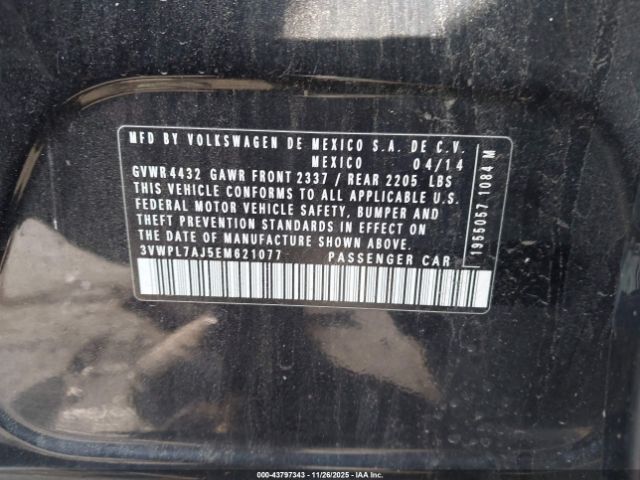 MFD BY VOLKSWAGEN DE MEXICO S.A. DE C.V.
MEXICO 04/14
GVWR 4432 GAWR FRONT 2337 / REAR 2205 LBS
THIS VEHICLE CONFORMS TO ALL APPLICABLE U.S.
FEDERAL MOTOR VEHICLE SAFETY, BUMPER AND
THEFT PREVENTION STANDARDS IN EFFECT ON
THE DATE OF MANUFACTURE SHOWN ABOVE.
3VWPL7AJ5EM621077 PASSENGER CAR
1955057 1084 M
000-43797343 - 11/26/2025 - IAA Inc.